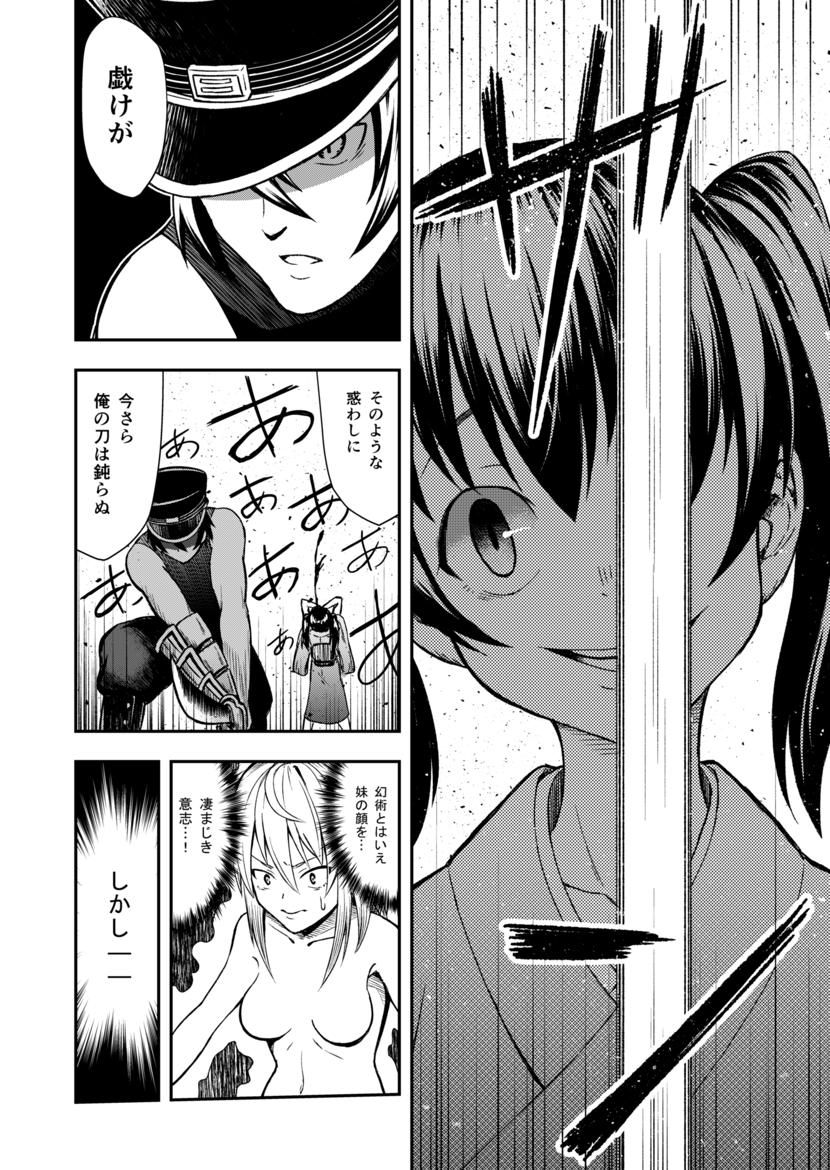 ザンッ
戯けが
そのような
惑わしに
あ
あ
あ
あ
あ
あ
あ
あ
今さら
俺の刀は鈍らぬ
幻術とはいえ
妹の顔を…
凄まじき
意志…!
しかし――